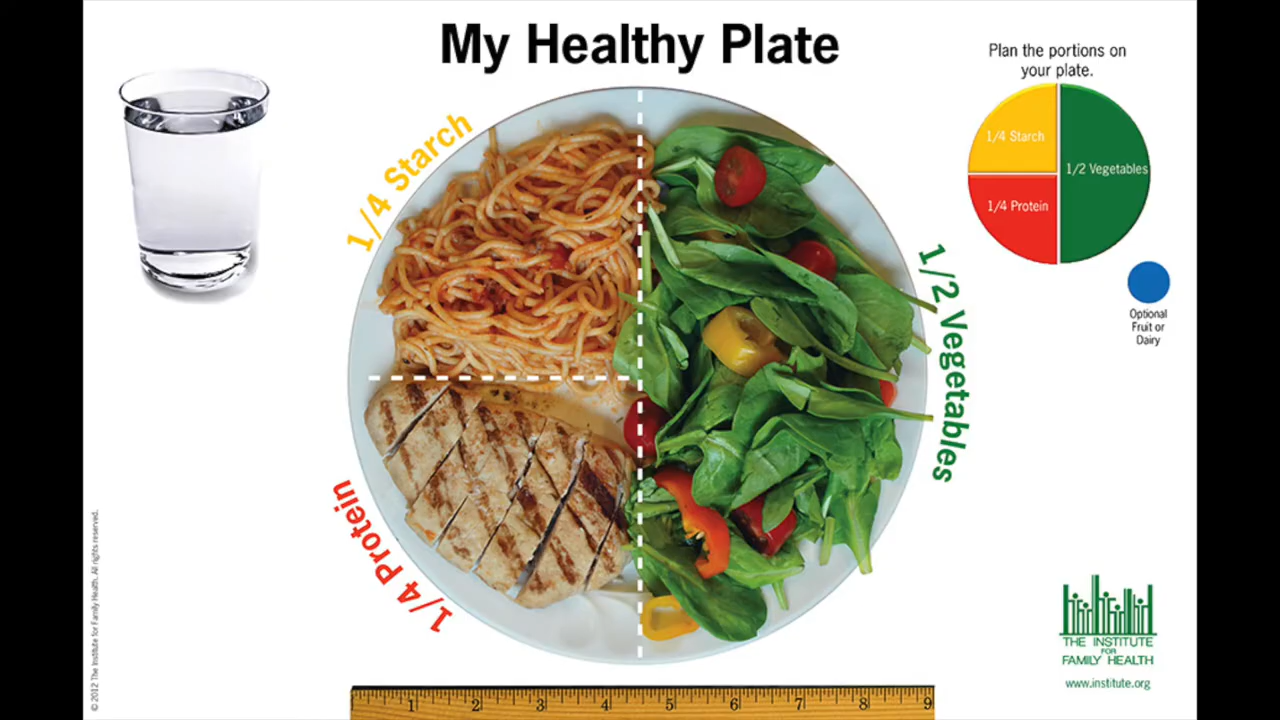 My Healthy Plate
1/4 Starch
1/4 Protein
1/2 Vegetables
Plan the portions on
your plate.
1/4 Starch
1/2 Vegetables
1/4 Protein
Optional
Fruit or
Dairy
THE INSTITUTE
FOR
FAMILY HEALTH
www.institute.org
© 2012 The Institute for Family Health. All rights reserved.
1 2 3 4 5 6 7 8 9